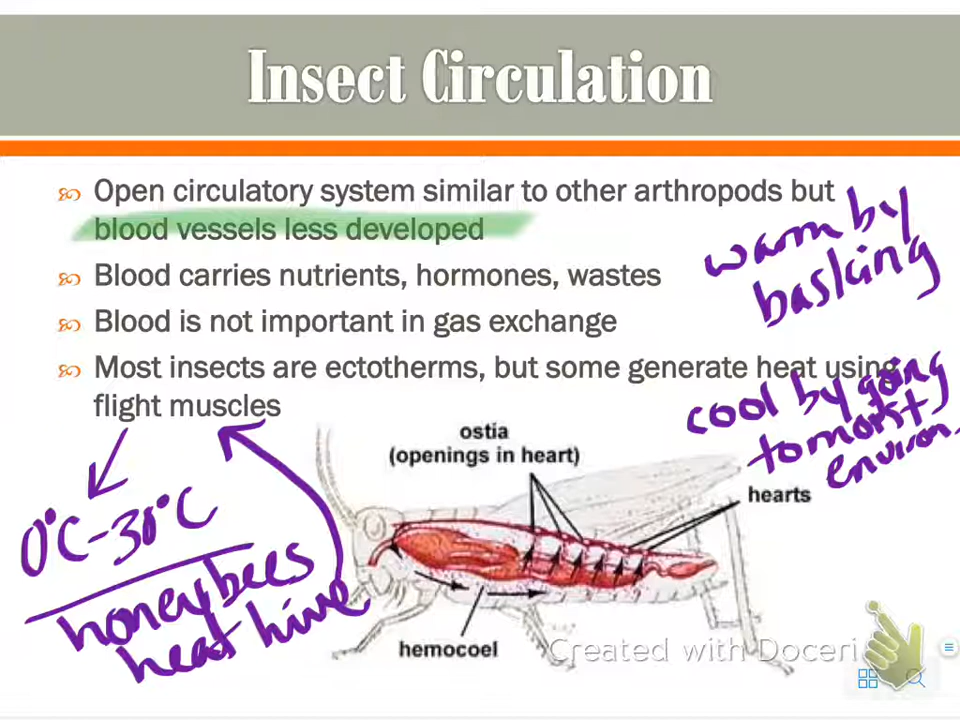 Insect Circulation
Open circulatory system similar to other arthropods but
blood vessels less developed
Blood carries nutrients, hormones, wastes
Blood is not important in gas exchange
Most insects are ectotherms, but some generate heat using
flight muscles
warm by
basking
cool by going
to moist
environ.
0°C-30°C
honeybees
heat hive
ostia
(openings in heart)
hearts
hemocoel
Created with Doceri